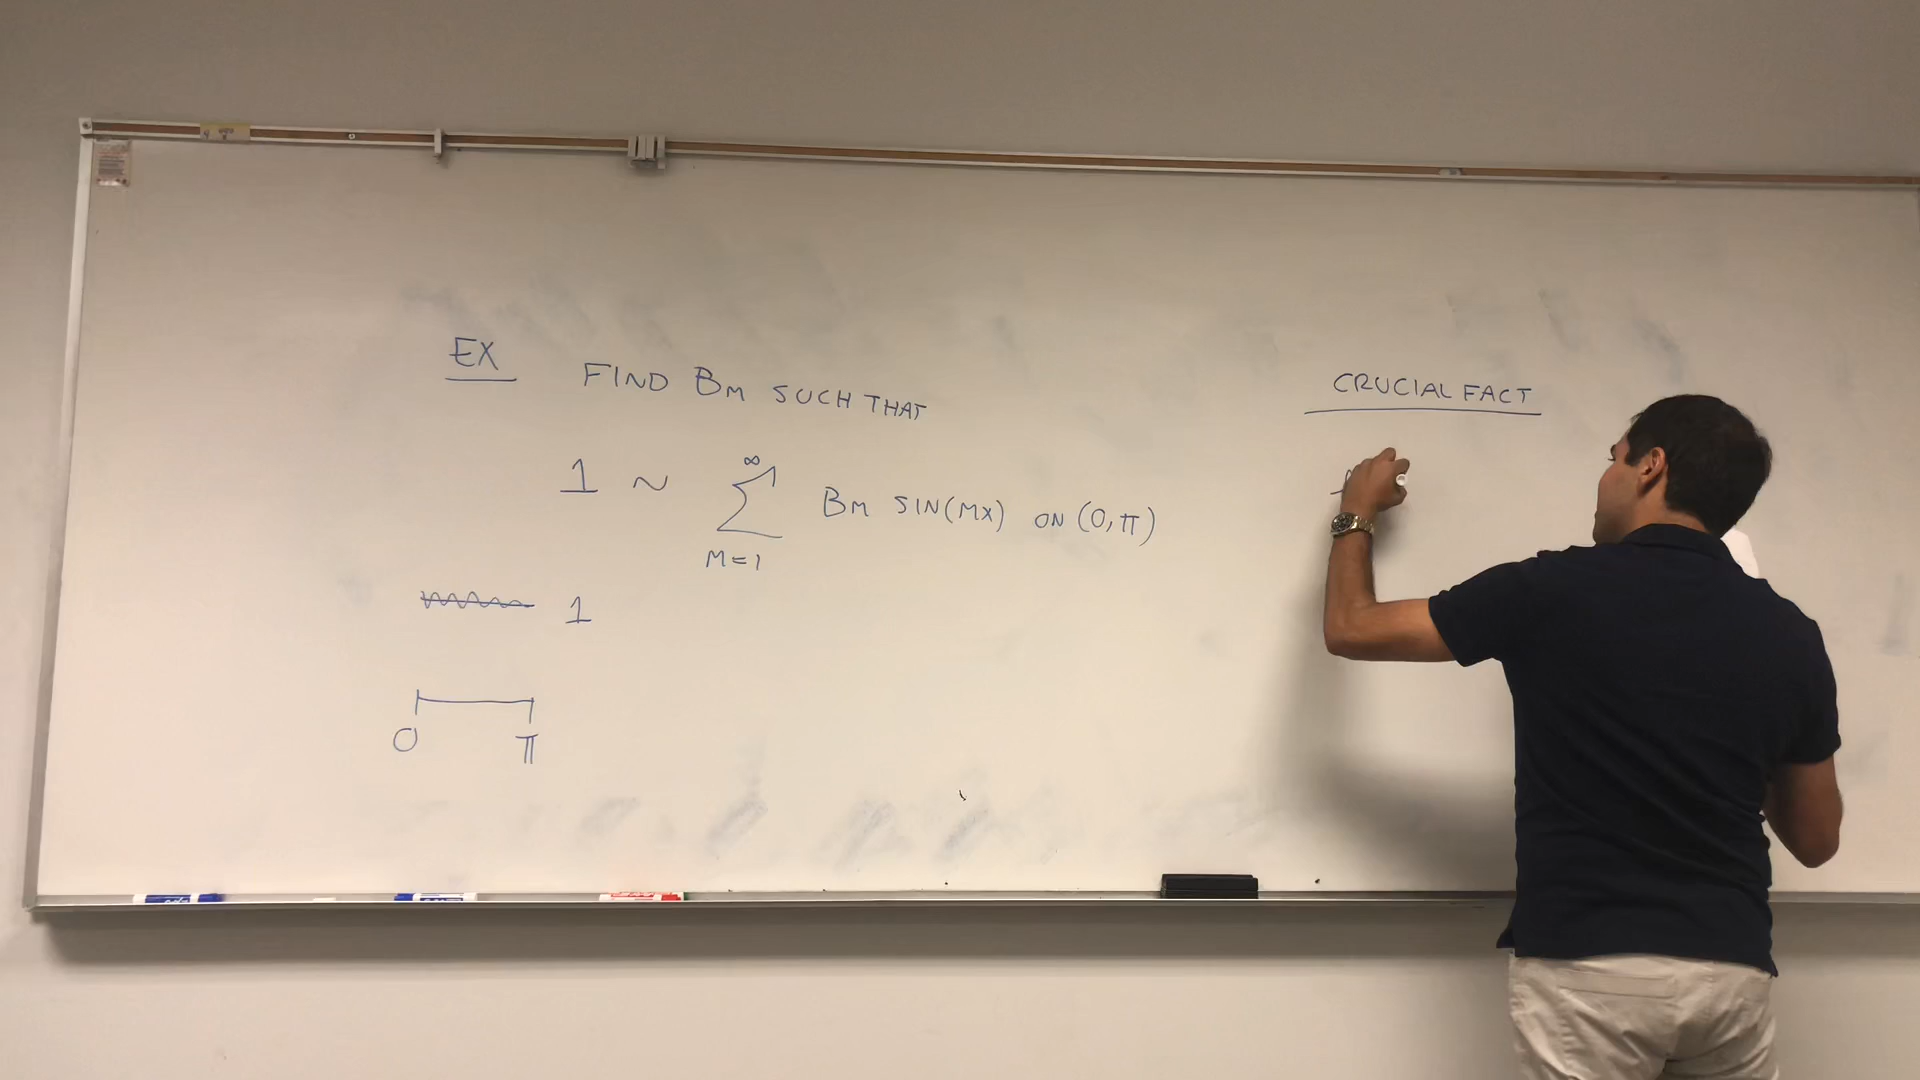 EX FIND BM SUCH THAT
1 ~ ∞ Σ M=1 BM SIN(MX) ON (0,π)
1
0 π
CRUCIAL FACT